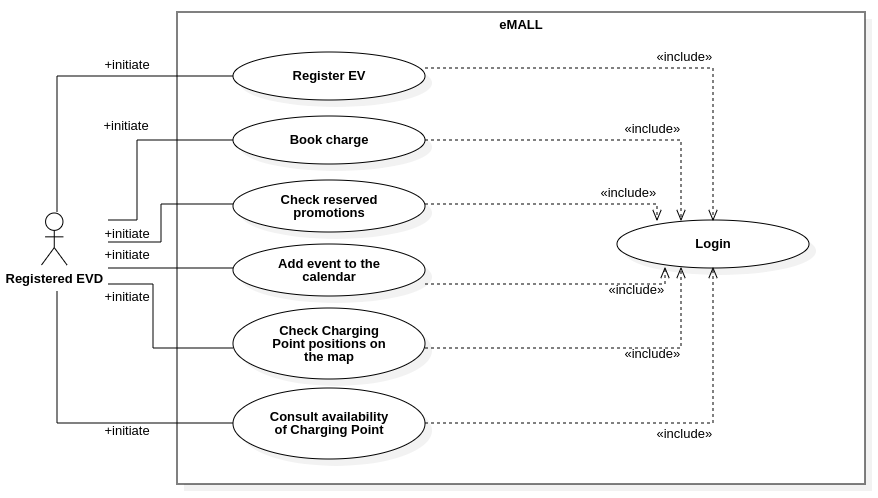 eMALL
+initiate
Register EV
«include»
+initiate
Book charge
«include»
Check reserved
promotions
«include»
+initiate
+initiate
Add event to the
calendar
«include»
Login
Registered EVD
+initiate
Check Charging
Point positions on
the map
«include»
+initiate
Consult availability
of Charging Point
«include»